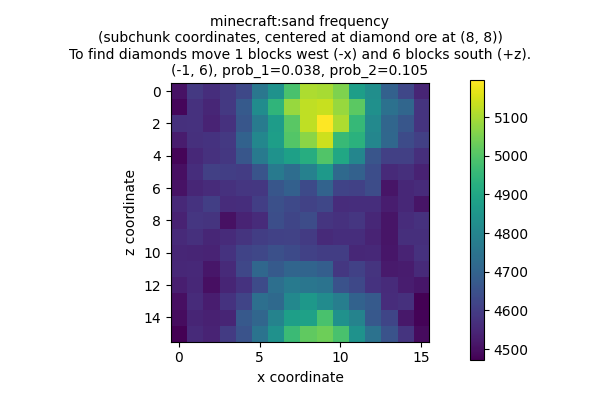 minecraft:sand frequency
(subchunk coordinates, centered at diamond ore at (8, 8))
To find diamonds move 1 blocks west (-x) and 6 blocks south (+z).
(-1, 6), prob_1=0.038, prob_2=0.105
0
2
4
6
8
10
12
14
z coordinate
0 5 10 15
x coordinate
5100
5000
4900
4800
4700
4600
4500